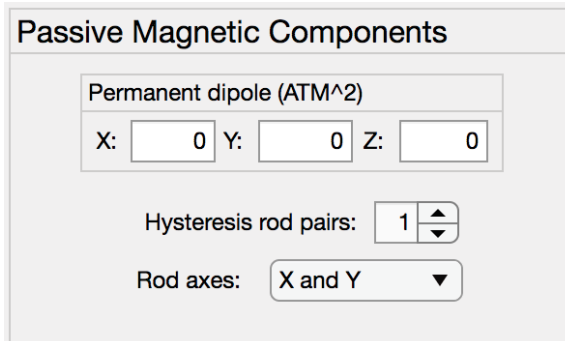 Passive Magnetic Components
Permanent dipole (ATM^2)
X: 0 Y: 0 Z: 0
Hysteresis rod pairs: 1
Rod axes: X and Y